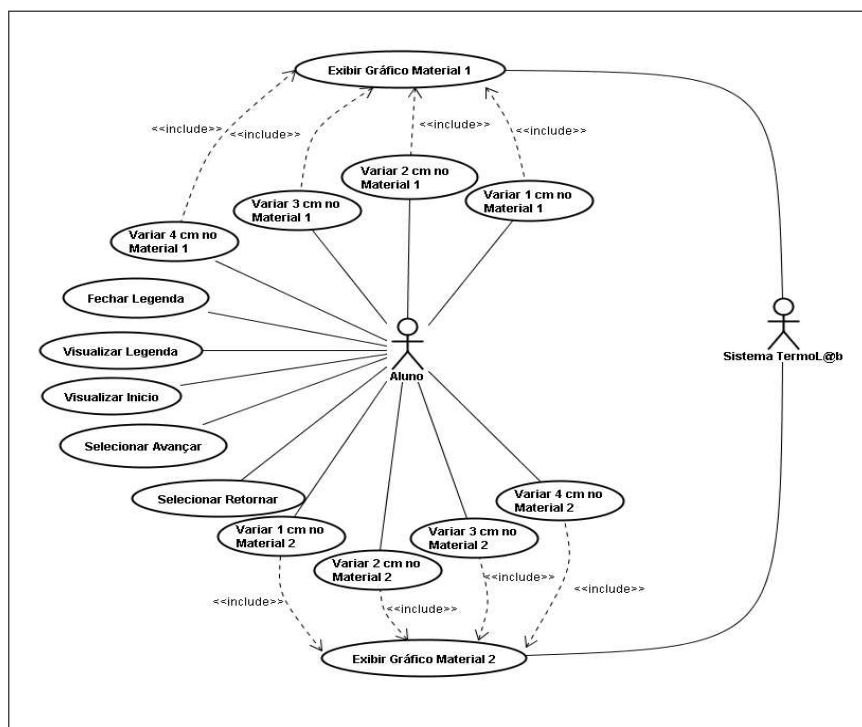 Exibir Gráfico Material 1
<<include>>
<<include>>
<<include>>
<<include>>
Variar 2 cm no
Material 1
Variar 1 cm no
Material 1
Variar 3 cm no
Material 1
Variar 4 cm no
Material 1
Fechar Legenda
Visualizar Legenda
Sistema TermoL@b
Aluno
Visualizar Inicio
Selecionar Avançar
Selecionar Retornar
Variar 4 cm no
Material 2
Variar 1 cm no
Material 2
Variar 3 cm no
Material 2
Variar 2 cm no
Material 2
<<include>>
<<include>>
<<include>>
<<include>>
Exibir Gráfico Material 2